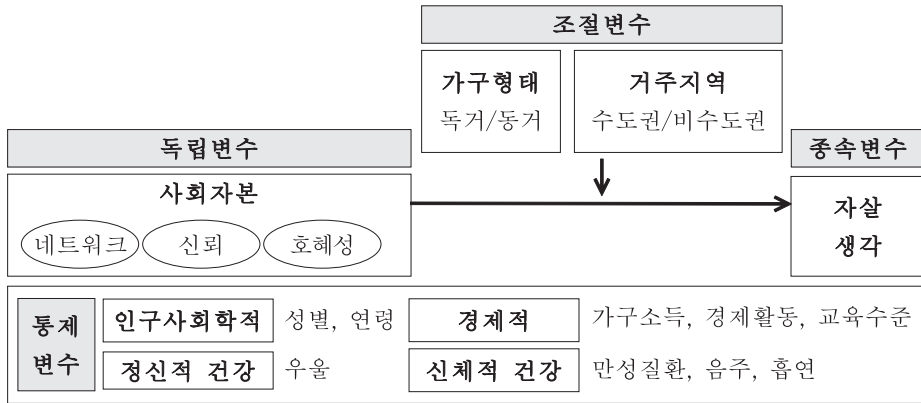 조절변수
가구형태
독거/동거
거주지역
수도권/비수도권
독립변수
사회자본
네트워크 신뢰 호혜성
종속변수
자살
생각
통제
변수
인구사회학적 성별, 연령 경제적 가구소득, 경제활동, 교육수준
정신적 건강 우울 신체적 건강 만성질환, 음주, 흡연